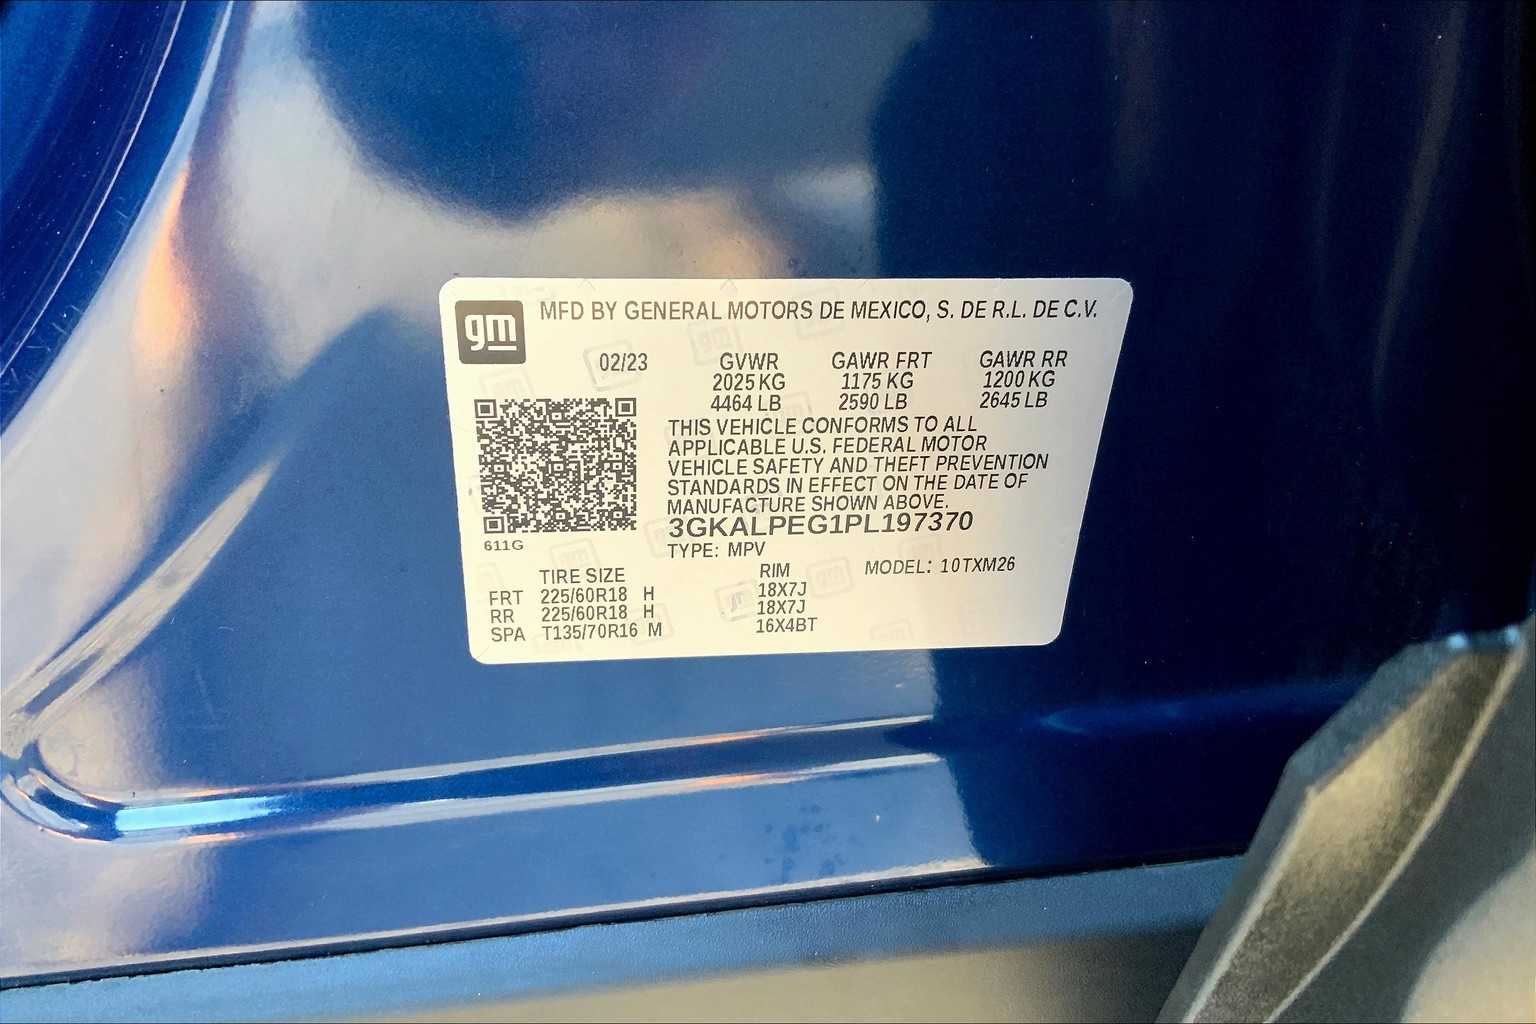 gm MFD BY GENERAL MOTORS DE MEXICO, S. DE R.L. DE C.V.
02/23 GVWR GAWR FRT GAWR RR
2025 KG 1175 KG 1200 KG
4464 LB 2590 LB 2645 LB
THIS VEHICLE CONFORMS TO ALL
APPLICABLE U.S. FEDERAL MOTOR
VEHICLE SAFETY AND THEFT PREVENTION
STANDARDS IN EFFECT ON THE DATE OF
MANUFACTURE SHOWN ABOVE.
3GKALPEG1PL197370
611G
TYPE: MPV
MODEL: 10TXM26
TIRE SIZE RIM
FRT 225/60R18 H 18X7J
RR 225/60R18 H 18X7J
SPA T135/70R16 M 16X4BT